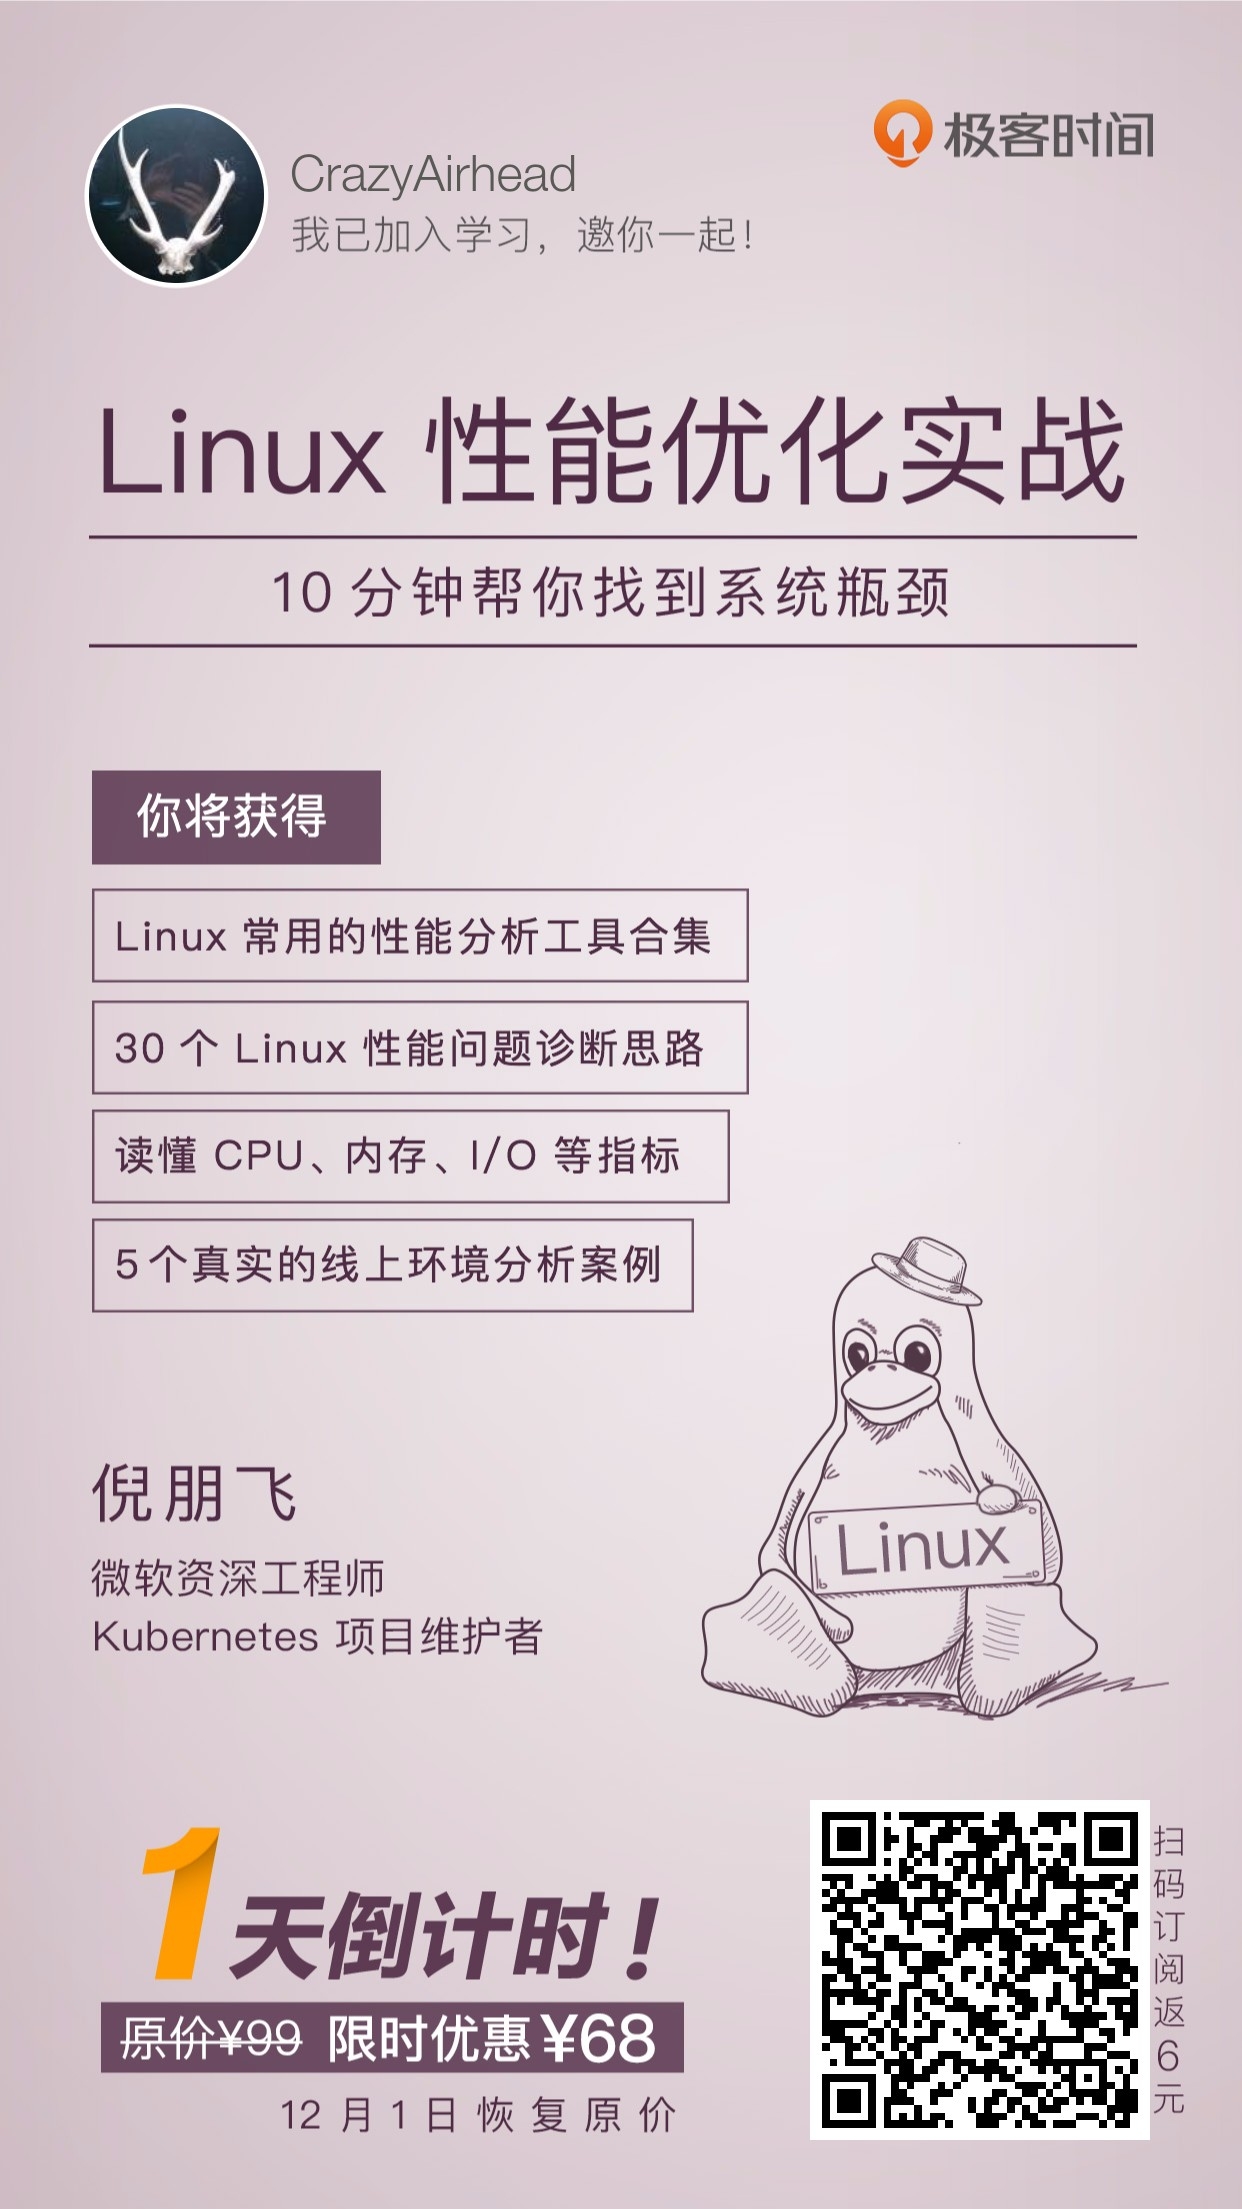 极客时间
CrazyAirhead
我已加入学习，邀你一起！
Linux 性能优化实战
10 分钟帮你找到系统瓶颈
你将获得
Linux 常用的性能分析工具合集
30 个 Linux 性能问题诊断思路
读懂 CPU、内存、I/O 等指标
5个真实的线上环境分析案例
倪朋飞
微软资深工程师
Kubernetes 项目维护者
Linux
1天倒计时！
原价¥99 限时优惠¥68
12月1日恢复原价
扫码订阅返6元